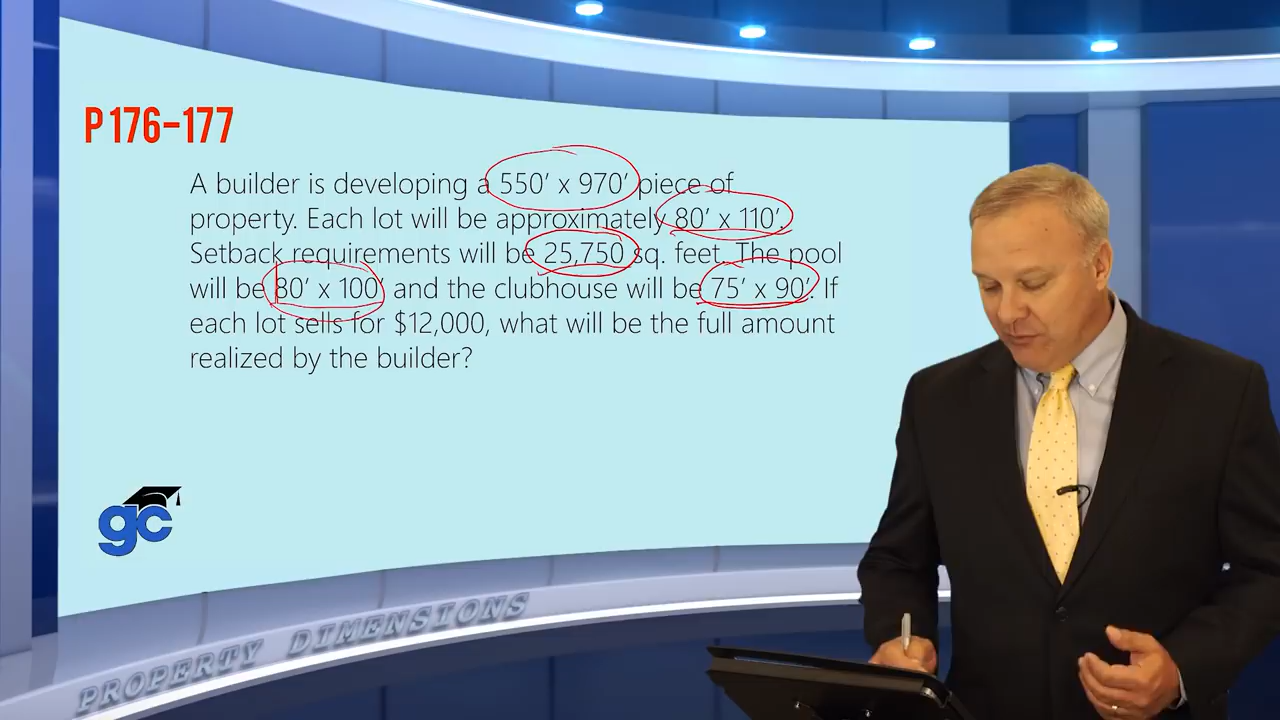 P 176-177
A builder is developing a 550' x 970' piece of
property. Each lot will be approximately 80' x 110'.
Setback requirements will be 25,750 sq. feet. The pool
will be 80' x 100' and the clubhouse will be 75' x 90'. If
each lot sells for $12,000, what will be the full amount
realized by the builder?
gc
PROPERTY DIMENSIONS